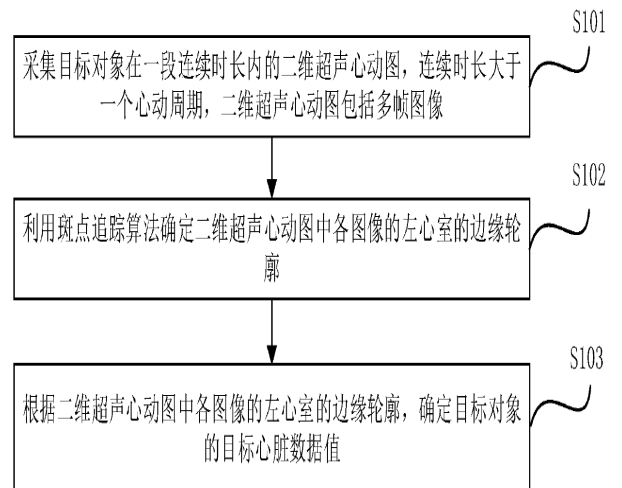 S101
采集目标对象在一段连续时长内的二维超声心动图，连续时长大于
一个心动周期，二维超声心动图包括多帧图像
S102
利用斑点追踪算法确定二维超声心动图中各图像的左心室的边缘轮
廓
S103
根据二维超声心动图中各图像的左心室的边缘轮廓，确定目标对象
的目标心脏数据值